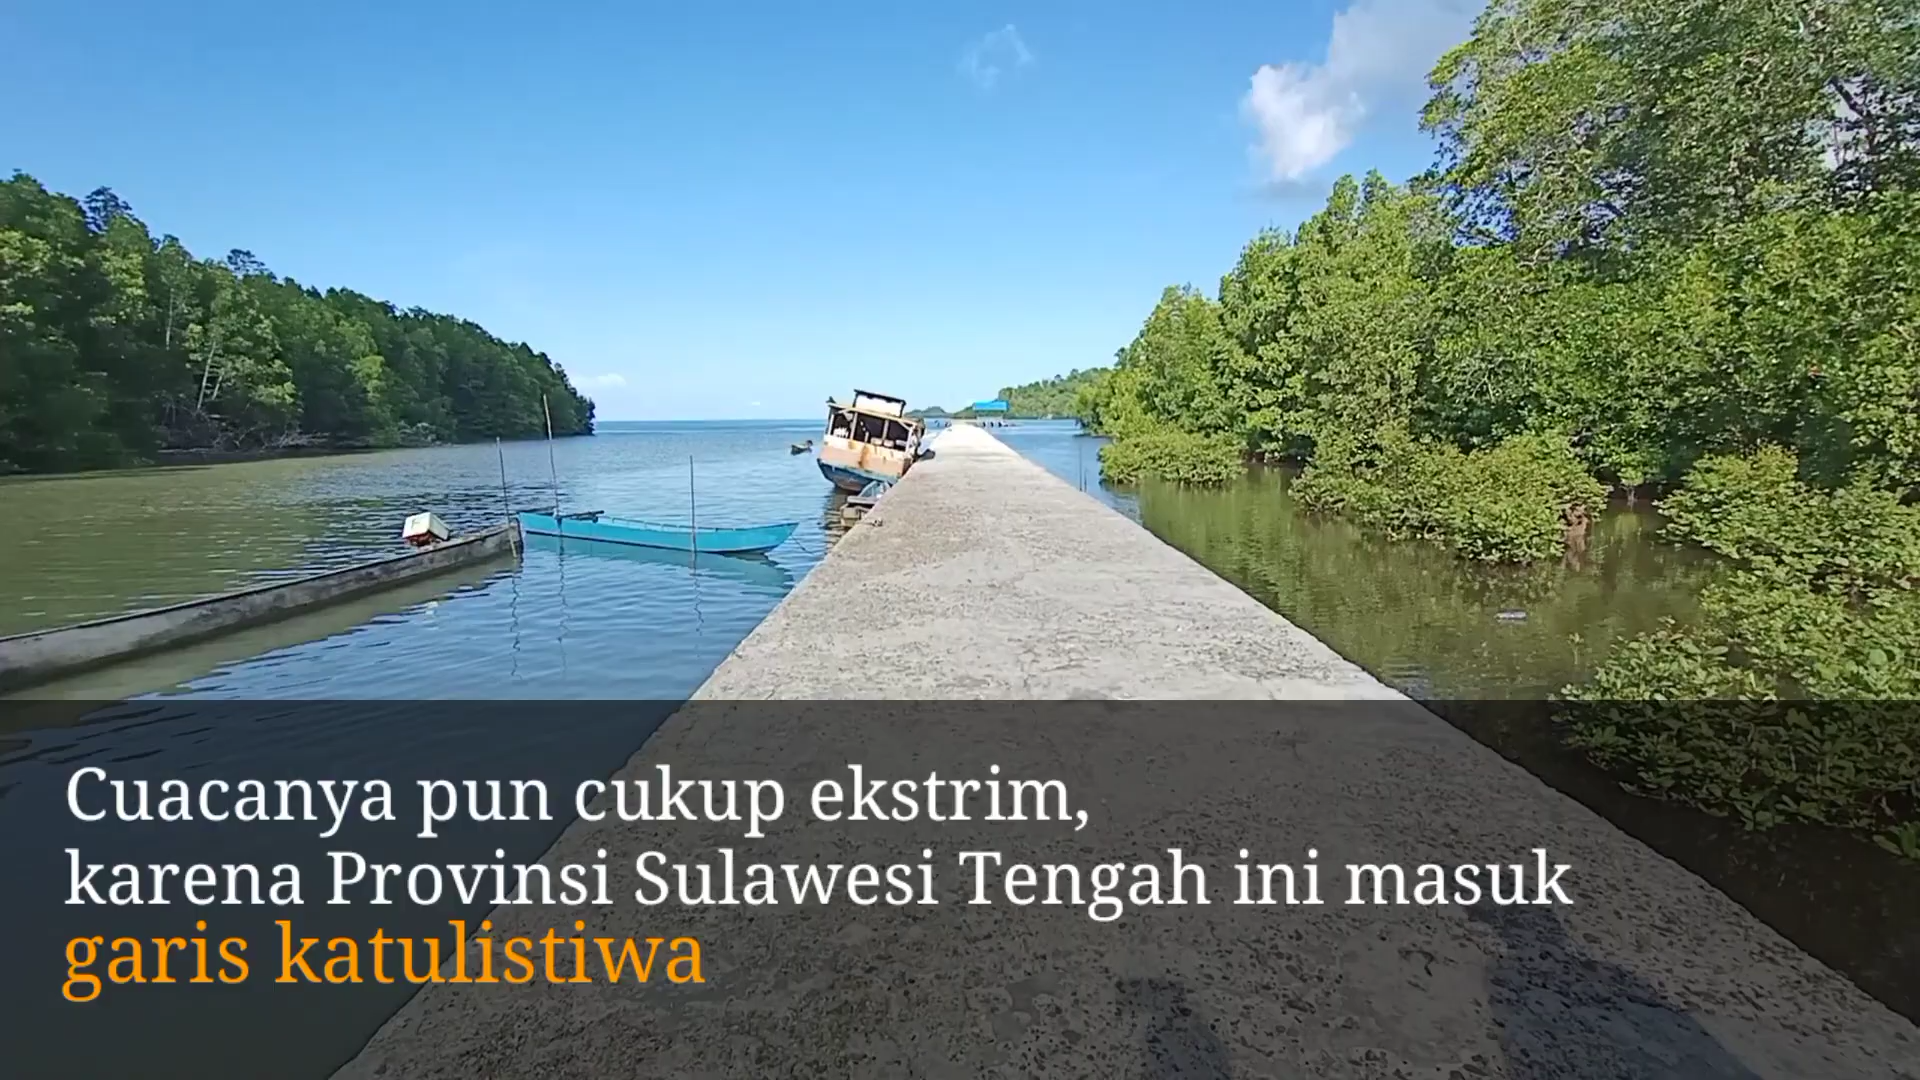 Cuacanya pun cukup ekstrim,
karena Provinsi Sulawesi Tengah ini masuk
garis katulistiwa